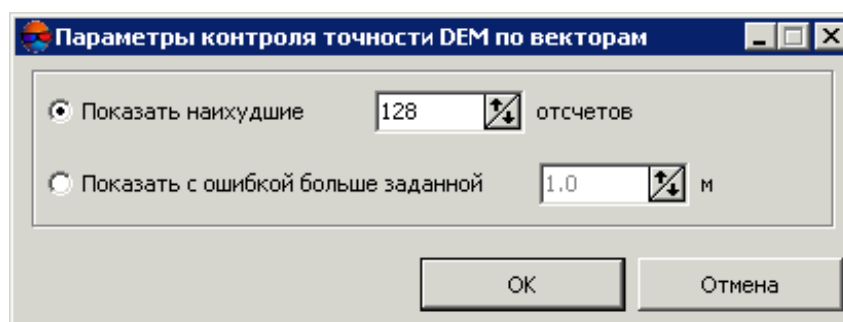 Параметры контроля точности DEM по векторам
Показать наихудшие 128 отсчетов
Показать с ошибкой больше заданной 1.0 м
OK Отмена